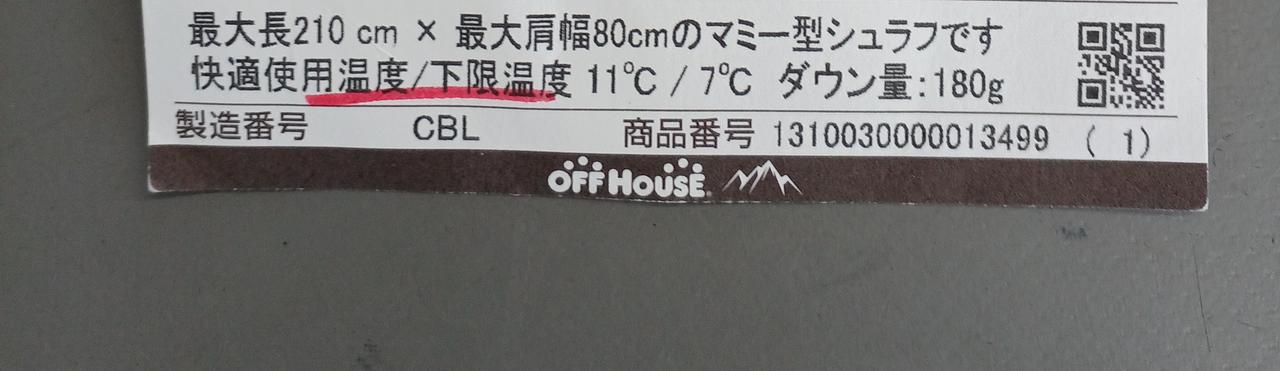 最大長210 cm × 最大肩幅80cmのマミー型シュラフです
快適使用温度/下限温度 11℃ / 7℃ ダウン量:180g
製造番号 CBL 商品番号 1310030000013499 ( 1)
OFF HOUSE